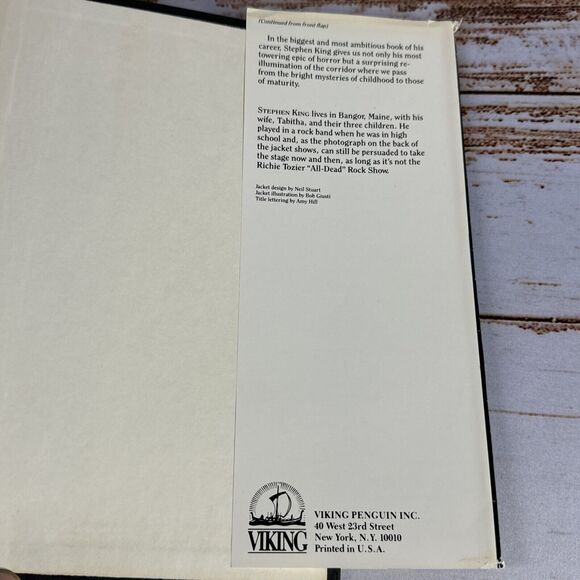 (Continued from front flap)
In the biggest and most ambitious book of his
career, Stephen King gives us not only his most
towering epic of horror but a surprising re-
illumination of the corridor where we pass
from the bright mysteries of childhood to those
of maturity.
STEPHEN KING lives in Bangor, Maine, with his
wife, Tabitha, and their three children. He
played in a rock band when he was in high
school and, as the photograph on the back of
the jacket shows, can still be persuaded to take
the stage now and then, as long as it's not the
Richie Tozier "All-Dead" Rock Show.
Jacket design by Neil Stuart
Jacket illustration by Bob Giusti
Title lettering by Amy Hill
VIKING
VIKING PENGUIN INC.
40 West 23rd Street
New York, N.Y. 10010
Printed in U.S.A.